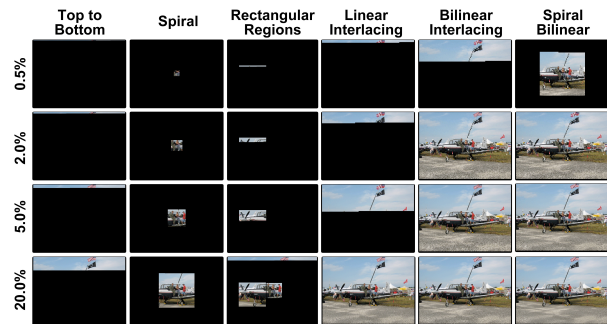 Top to
Bottom
Spiral
Rectangular
Regions
Linear
Interlacing
Bilinear
Interlacing
Spiral
Bilinear
0.5%
2.0%
5.0%
20.0%